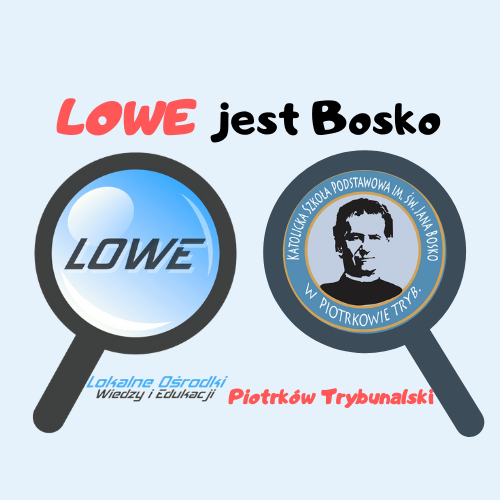 LOWE jest Bosko
LOWE
KATOLICKA SZKOŁA PODSTAWOWA IM. ŚW. JANA BOSKO
W PIOTRKOWIE TRYB.
Lokalne Ośrodki
Wiedzy i Edukacji
Piotrków Trybunalski